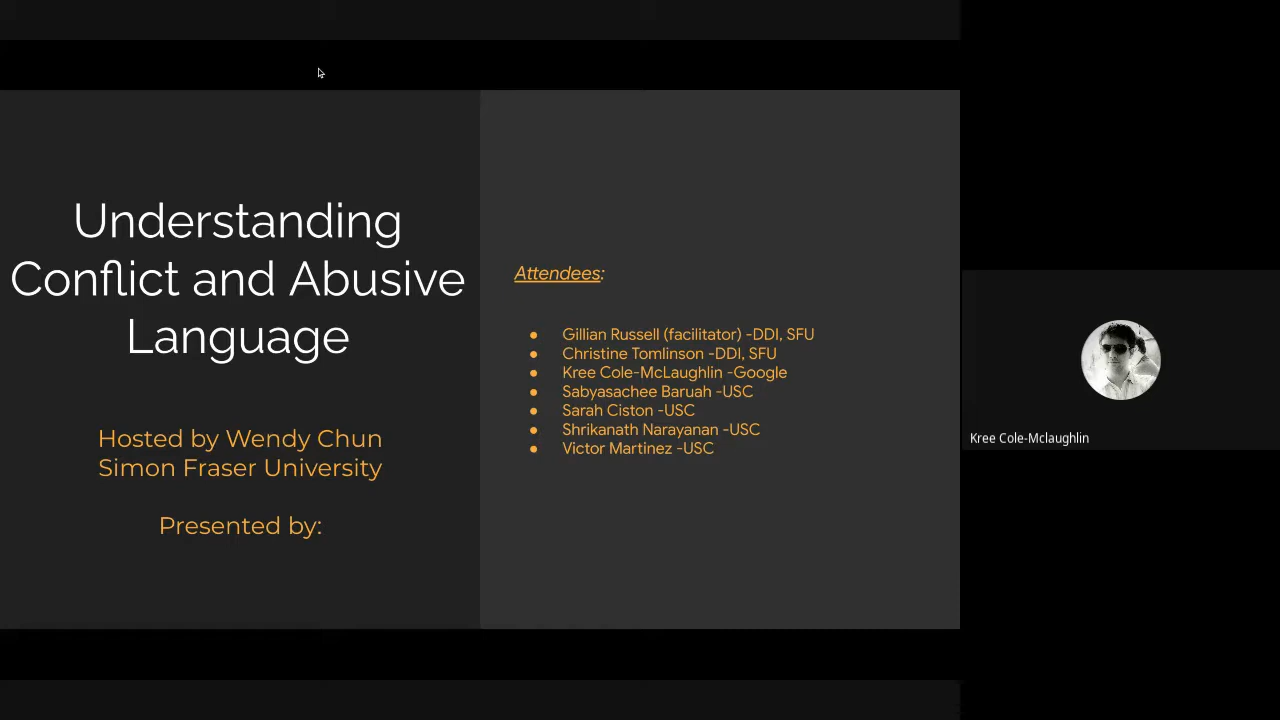 Understanding
Conflict and Abusive
Language
Hosted by Wendy Chun
Simon Fraser University
Presented by:
Attendees:
● Gillian Russell (facilitator) -DDI, SFU
● Christine Tomlinson -DDI, SFU
● Kree Cole-McLaughlin -Google
● Sabyasachee Baruah -USC
● Sarah Ciston -USC
● Shrikanath Narayanan -USC
● Victor Martinez -USC
Kree Cole-Mclaughlin